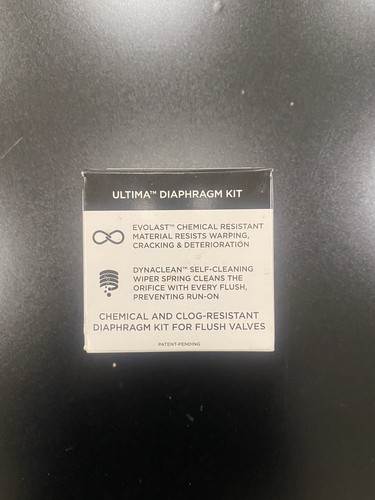 ULTIMA™ DIAPHRAGM KIT
EVOLAST™ CHEMICAL RESISTANT
MATERIAL RESISTS WARPING,
CRACKING & DETERIORATION
DYNACLEAN™ SELF-CLEANING
WIPER SPRING CLEANS THE
ORIFICE WITH EVERY FLUSH,
PREVENTING RUN-ON
CHEMICAL AND CLOG-RESISTANT
DIAPHRAGM KIT FOR FLUSH VALVES
PATENT-PENDING